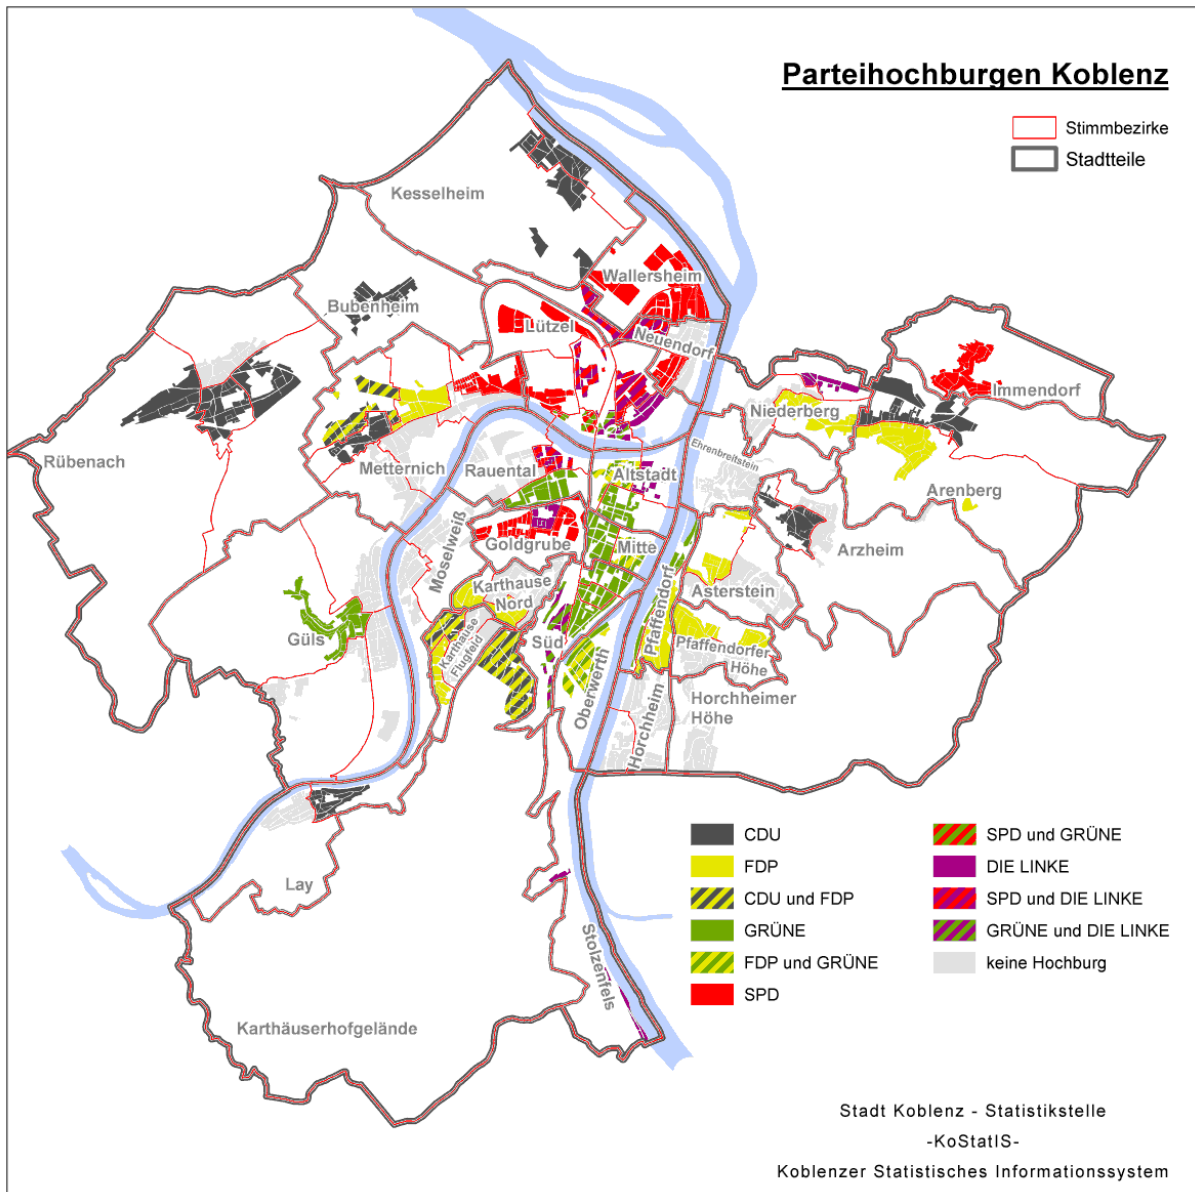 Parteihochburgen Koblenz
Stimmbezirke
Stadtteile
Kesselheim
Wallersheim
Bubenheim
Lützel
Neuendorf
Immendorf
Niederberg
Ehrenbreitstein
Rübenach
Metternich
Rauental
Altstadt
Arenberg
Moselweiß
Goldgrube
Mitte
Arzheim
Karthause
Nord
Asterstein
Güls
Karthause
Flugfeld
Süd
Pfaffendorf
Pfaffendorfer
Höhe
Oberwerth
Horchheim
Horchheimer
Höhe
Lay
Stolzenfels
Karthäuserhofgelände
CDU
FDP
CDU und FDP
GRÜNE
FDP und GRÜNE
SPD
SPD und GRÜNE
DIE LINKE
SPD und DIE LINKE
GRÜNE und DIE LINKE
keine Hochburg
Stadt Koblenz - Statistikstelle
-KoStatIS-
Koblenzer Statistisches Informationssystem